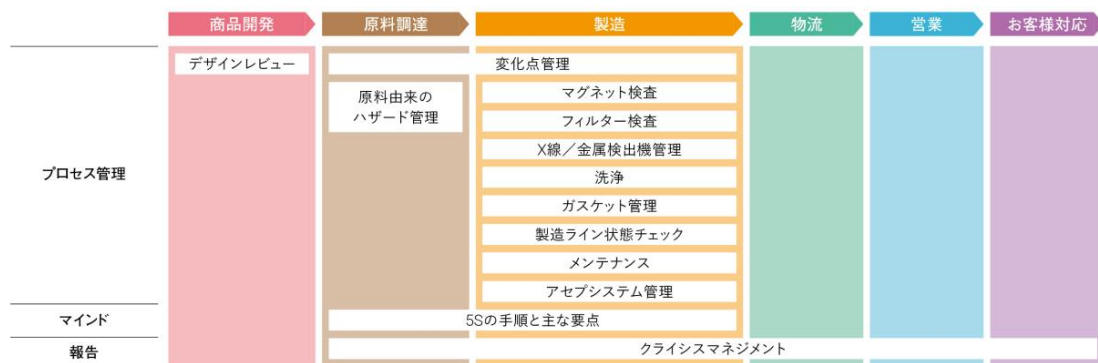 商品開発
原料調達
製造
物流
営業
お客様対応
プロセス管理
デザインレビュー
変化点管理
原料由来の
ハザード管理
マグネット検査
フィルター検査
X線／金属検出機管理
洗浄
ガスケット管理
製造ライン状態チェック
メンテナンス
アセプシステム管理
マインド
5Sの手順と主な要点
報告
クライシスマネジメント